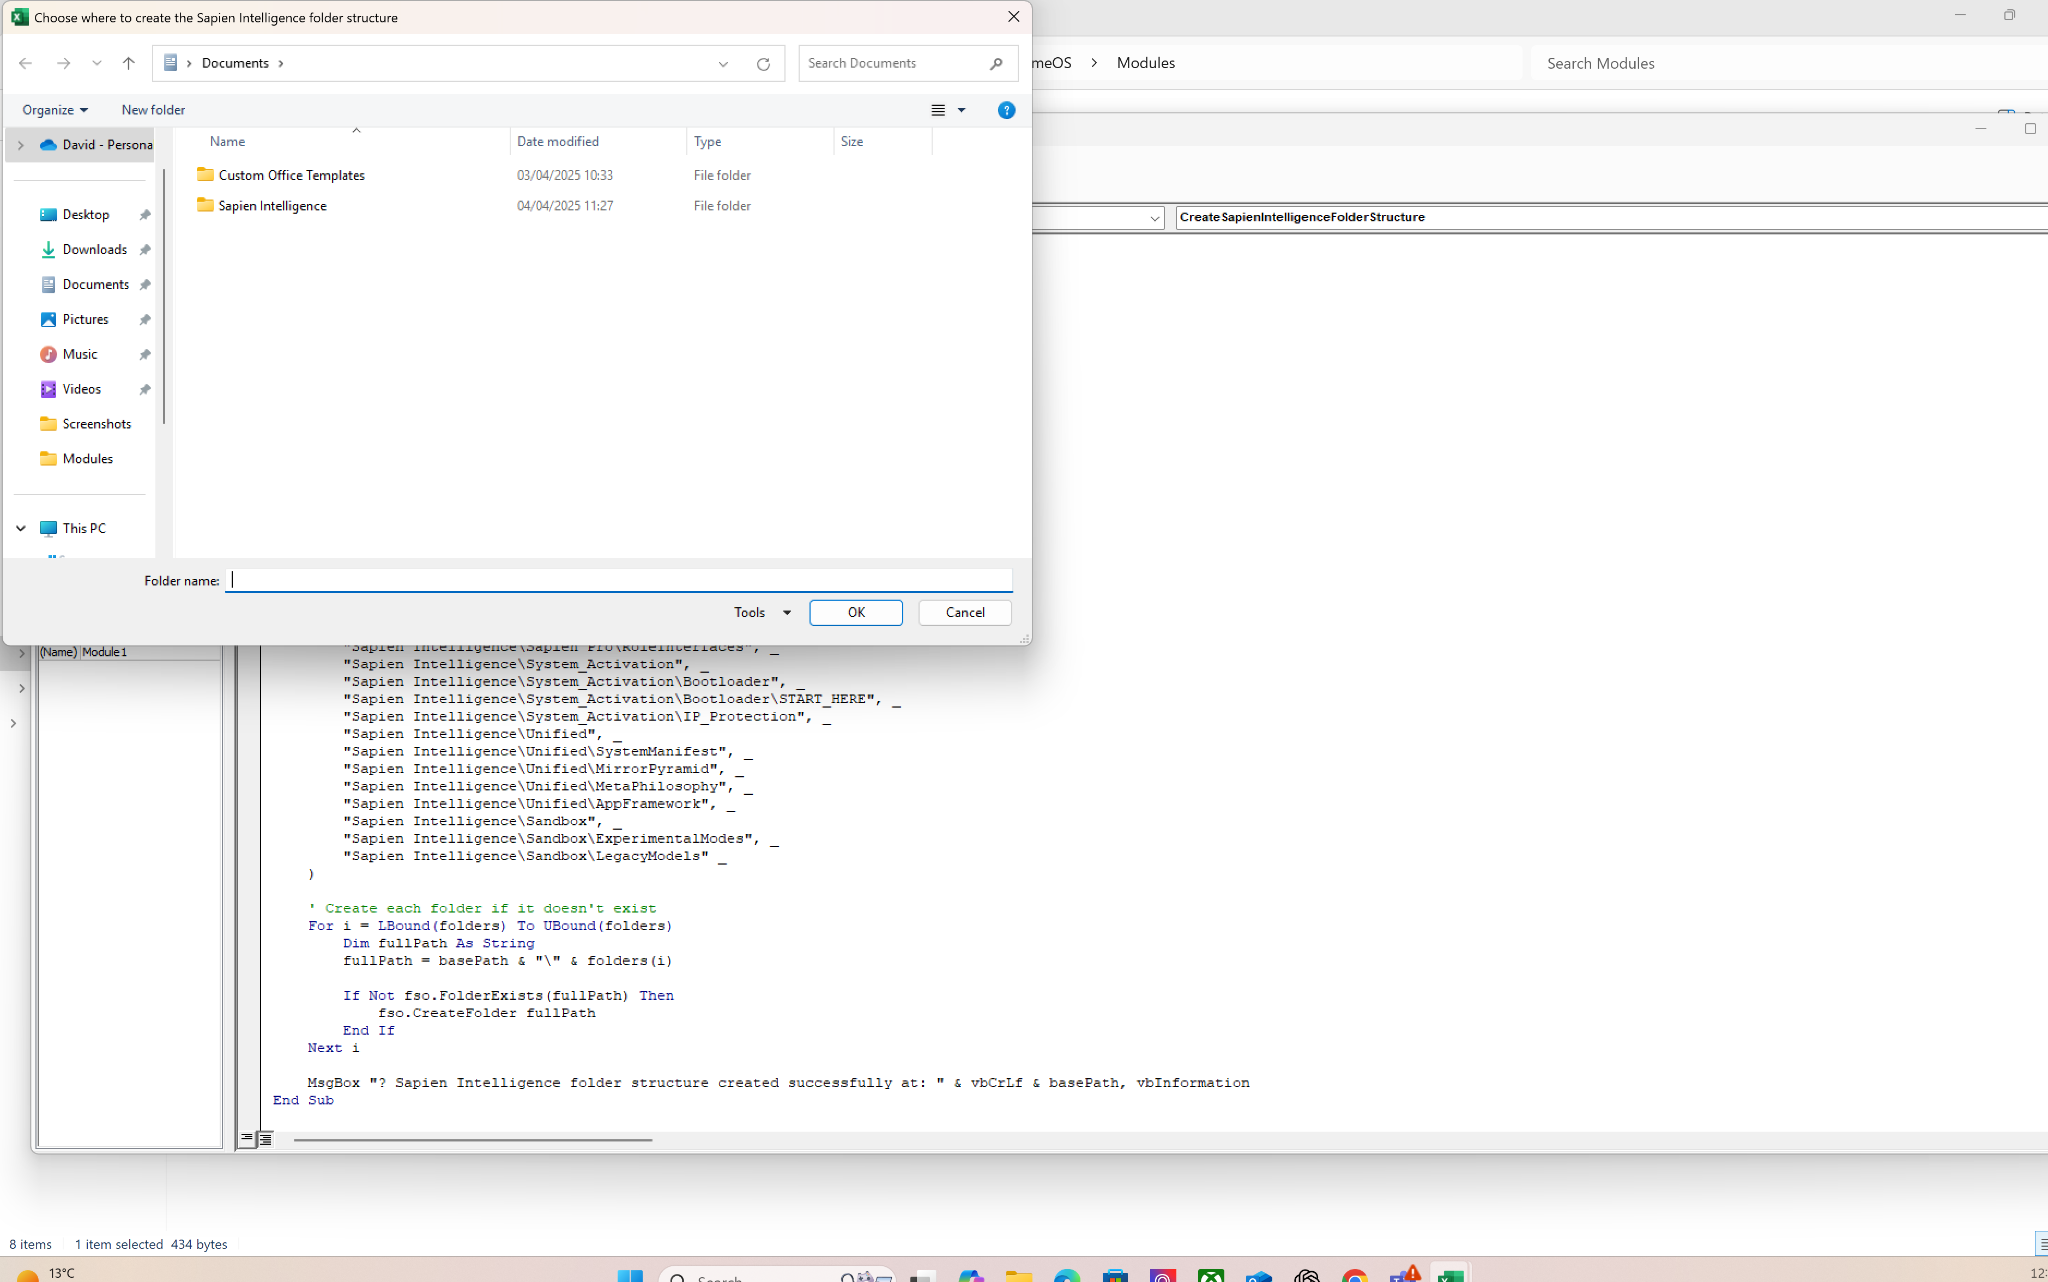 Choose where to create the Sapien Intelligence folder structure
Documents
Search Documents
meOS > Modules
Search Modules
Organize
New folder
David - Persona
Name
Date modified
Type
Size
Custom Office Templates
03/04/2025 10:33
File folder
Sapien Intelligence
04/04/2025 11:27
File folder
CreateSapienIntelligenceFolderStructure
Desktop
Downloads
Documents
Pictures
Music
Videos
Screenshots
Modules
This PC
Folder name:
Tools
OK
Cancel
(Name) Module1
"Sapien Intelligence\Sapien Pro\RoleInterfaces", _
"Sapien Intelligence\System_Activation", _
"Sapien Intelligence\System_Activation\Bootloader", _
"Sapien Intelligence\System_Activation\Bootloader\START_HERE", _
"Sapien Intelligence\System_Activation\IP_Protection", _
"Sapien Intelligence\Unified", _
"Sapien Intelligence\Unified\SystemManifest", _
"Sapien Intelligence\Unified\MirrorPyramid", _
"Sapien Intelligence\Unified\MetaPhilosophy", _
"Sapien Intelligence\Unified\AppFramework", _
"Sapien Intelligence\Sandbox", _
"Sapien Intelligence\Sandbox\ExperimentalModes", _
"Sapien Intelligence\Sandbox\LegacyModels" _
)
' Create each folder if it doesn't exist
For i = LBound(folders) To UBound(folders)
Dim fullPath As String
fullPath = basePath & "\" & folders(i)
If Not fso.FolderExists(fullPath) Then
fso.CreateFolder fullPath
End If
Next i
MsgBox "? Sapien Intelligence folder structure created successfully at: " & vbCrLf & basePath, vbInformation
End Sub
8 items
1 item selected 434 bytes
13°C
Search
12: